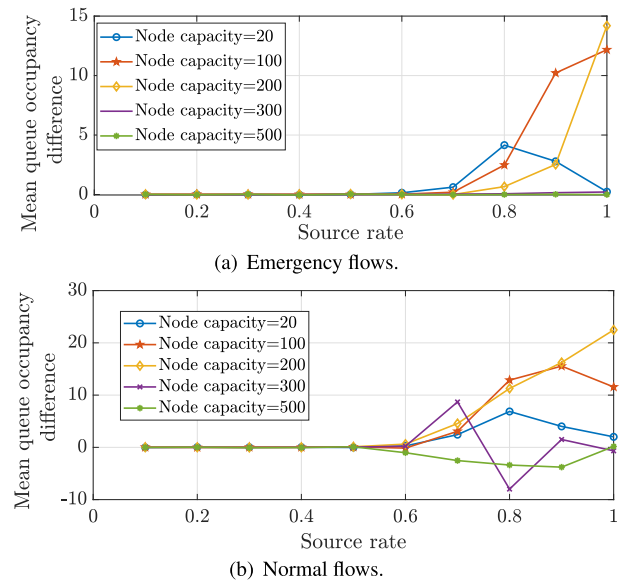 15
10
5
0
Mean queue occupancy
difference
Node capacity=20
Node capacity=100
Node capacity=200
Node capacity=300
Node capacity=500
0 0.2 0.4 0.6 0.8 1
Source rate
(a) Emergency flows.
30
20
10
0
-10
Mean queue occupancy
difference
Node capacity=20
Node capacity=100
Node capacity=200
Node capacity=300
Node capacity=500
0 0.2 0.4 0.6 0.8 1
Source rate
(b) Normal flows.